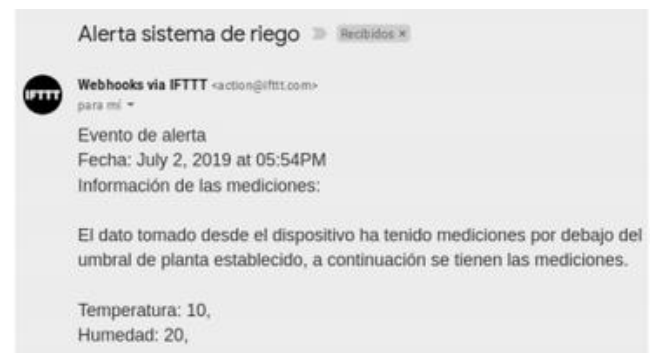 Alerta sistema de riego Recibidos x
IFTTT
Webhooks via IFTTT <action@ifttt.com>
para mí
Evento de alerta
Fecha: July 2, 2019 at 05:54PM
Información de las mediciones:
El dato tomado desde el dispositivo ha tenido mediciones por debajo del
umbral de planta establecido, a continuación se tienen las mediciones.
Temperatura: 10,
Humedad: 20,